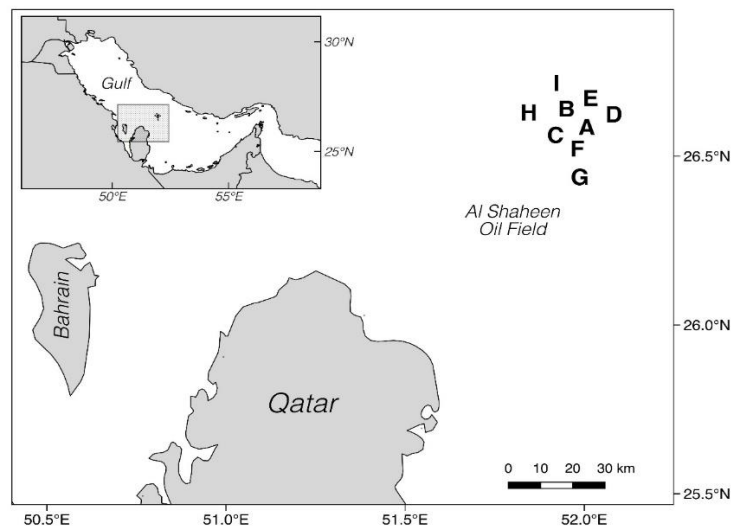 30°N
Gulf
25°N
50°E
55°E
I
E
B
H
D
A
C
F
26.5°N
G
Al Shaheen
Oil Field
Bahrain
26.0°N
Qatar
0 10 20 30 km
25.5°N
50.5°E
51.0°E
51.5°E
52.0°E